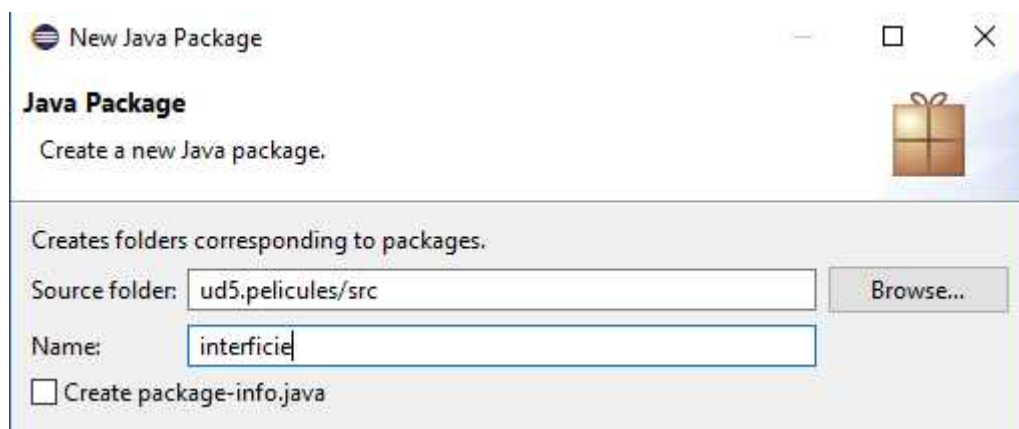 New Java Package
Java Package
Create a new Java package.
Creates folders corresponding to packages.
Source folder: ud5.pelicules/src Browse...
Name: interficie
Create package-info.java